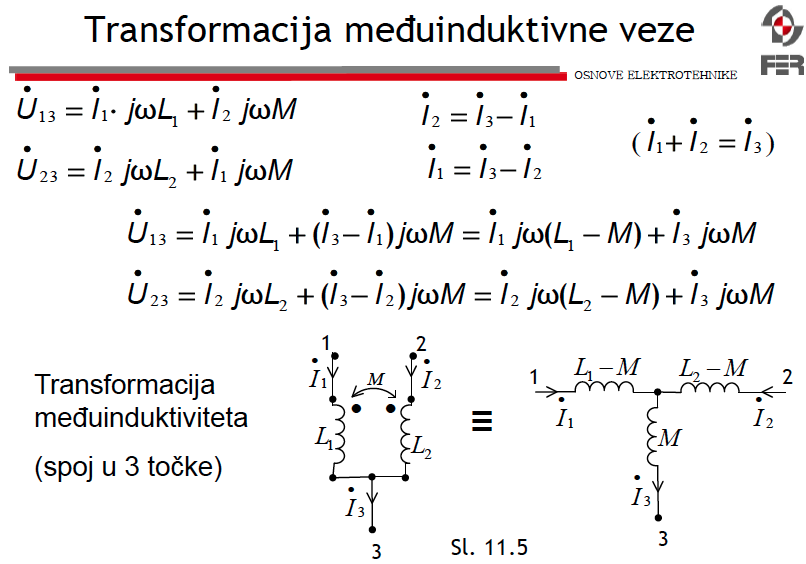 Transformacija međuinduktivne veze
FER
OSNOVE ELEKTROTEHNIKE
U̇₁₃ = İ₁· jωL₁ + İ₂ jωM
İ₂ = İ₃ − İ₁
(İ₁ + İ₂ = İ₃)
U̇₂₃ = İ₂ jωL₂ + İ₁ jωM
İ₁ = İ₃ − İ₂
U̇₁₃ = İ₁ jωL₁ + (İ₃ − İ₁) jωM = İ₁ jω(L₁ − M) + İ₃ jωM
U̇₂₃ = İ₂ jωL₂ + (İ₃ − İ₂) jωM = İ₂ jω(L₂ − M) + İ₃ jωM
Transformacija
međuinduktiviteta
(spoj u 3 točke)
1
2
İ₁
M
İ₂
L₁
L₂
İ₃
3
≡
1
L₁ − M
L₂ − M
2
İ₁
İ₂
M
İ₃
3
Sl. 11.5